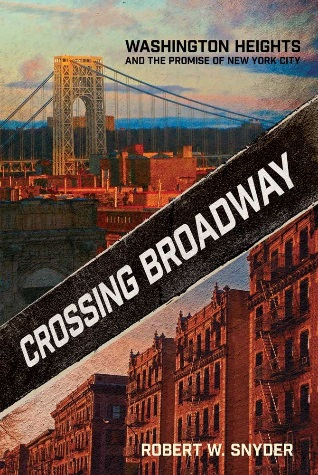 WASHINGTON HEIGHTS
AND THE PROMISE OF NEW YORK CITY
CROSSING BROADWAY
ROBERT W. SNYDER